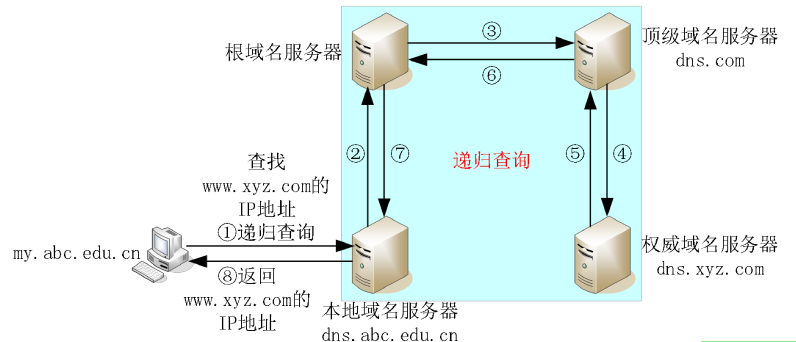 根域名服务器
③
⑥
顶级域名服务器
dns.com
②
⑦
递归查询
⑤
④
查找
www.xyz.com的
IP地址
①递归查询
my.abc.edu.cn
⑧返回
www.xyz.com的
IP地址
本地域名服务器
dns.abc.edu.cn
权威域名服务器
dns.xyz.com